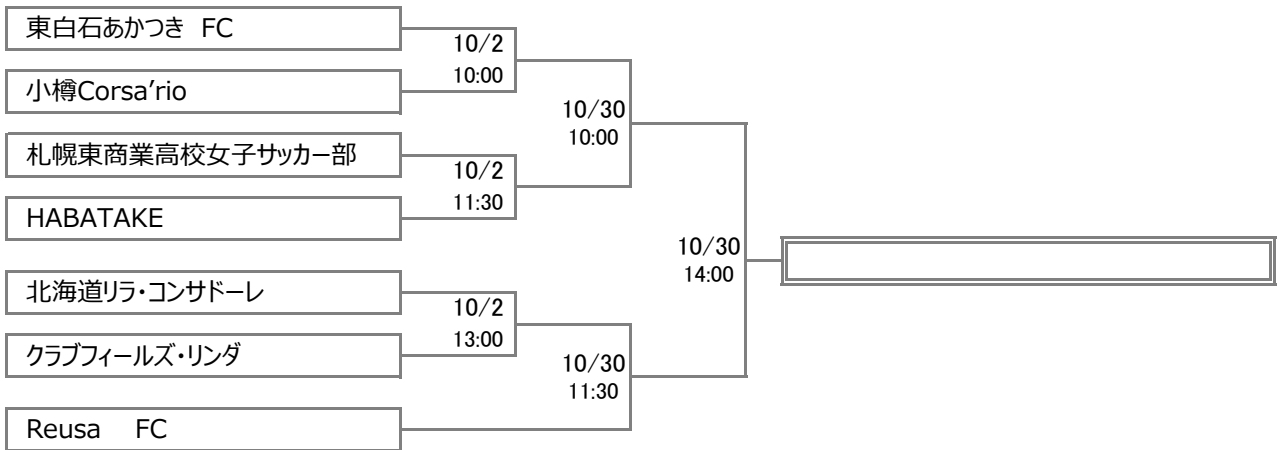 東白石あかつき FC
10/2
10:00
小樽Corsa'rio
10/30
10:00
札幌東商業高校女子サッカー部
10/2
11:30
HABATAKE
10/30
14:00
北海道リラ・コンサドーレ
10/2
13:00
クラブフィールズ・リンダ
10/30
11:30
Reusa FC